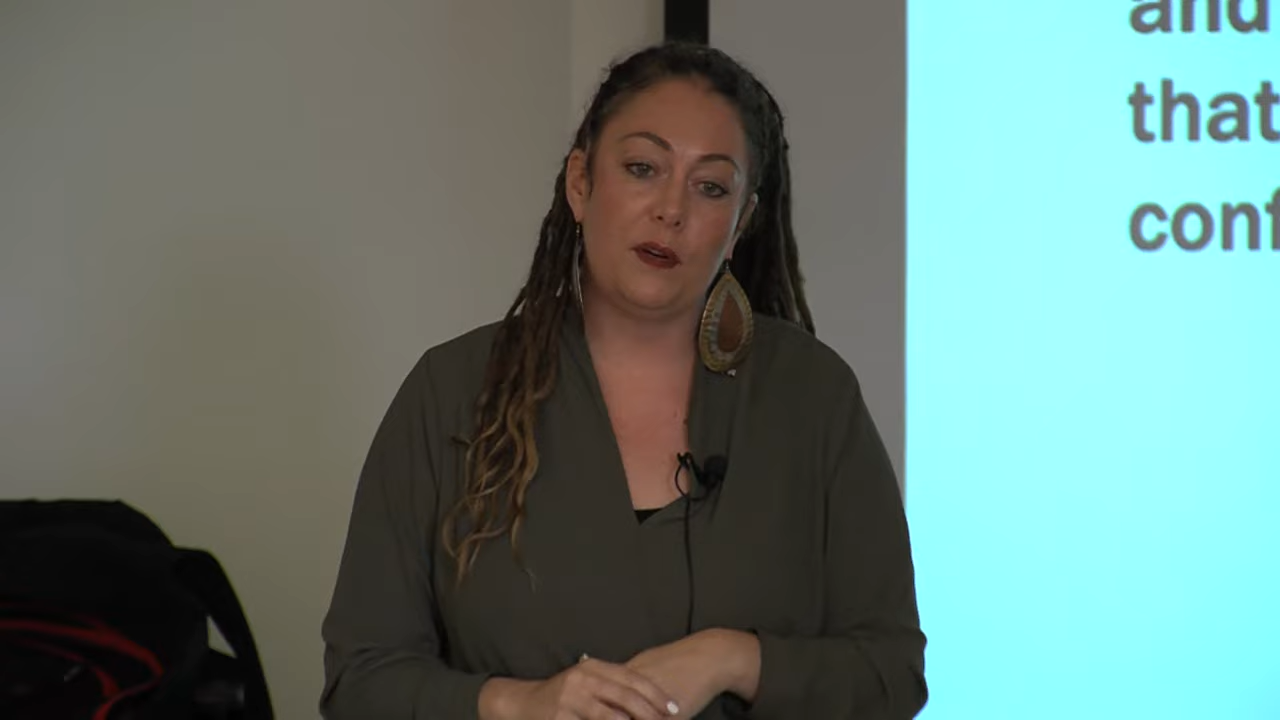 and
that
conf